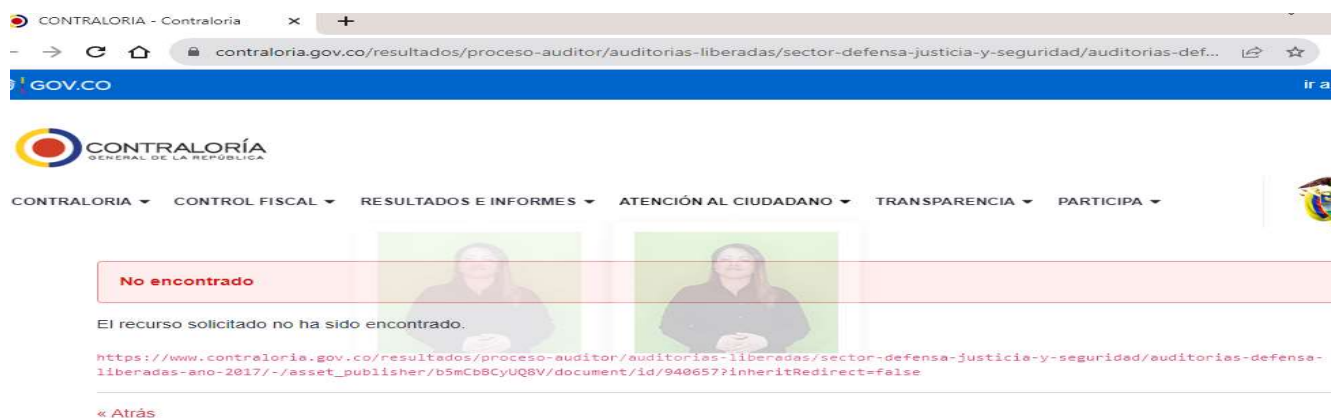 CONTRALORIA - Contraloria
contraloria.gov.co/resultados/proceso-auditor/auditorias-liberadas/sector-defensa-justicia-y-seguridad/auditorias-def...
GOV.CO
ir a
CONTRALORÍA
GENERAL DE LA REPÚBLICA
CONTRALORIA CONTROL FISCAL RESULTADOS E INFORMES ATENCIÓN AL CIUDADANO TRANSPARENCIA PARTICIPA
No encontrado
El recurso solicitado no ha sido encontrado.
https://www.contraloria.gov.co/resultados/proceso-auditor/auditorias-liberadas/sector-defensa-justicia-y-seguridad/auditorias-defensa-
liberadas-ano-2017/-/asset_publisher/b5mCb8CyUQ8V/document/id/940657?inheritRedirect=false
« Atrás